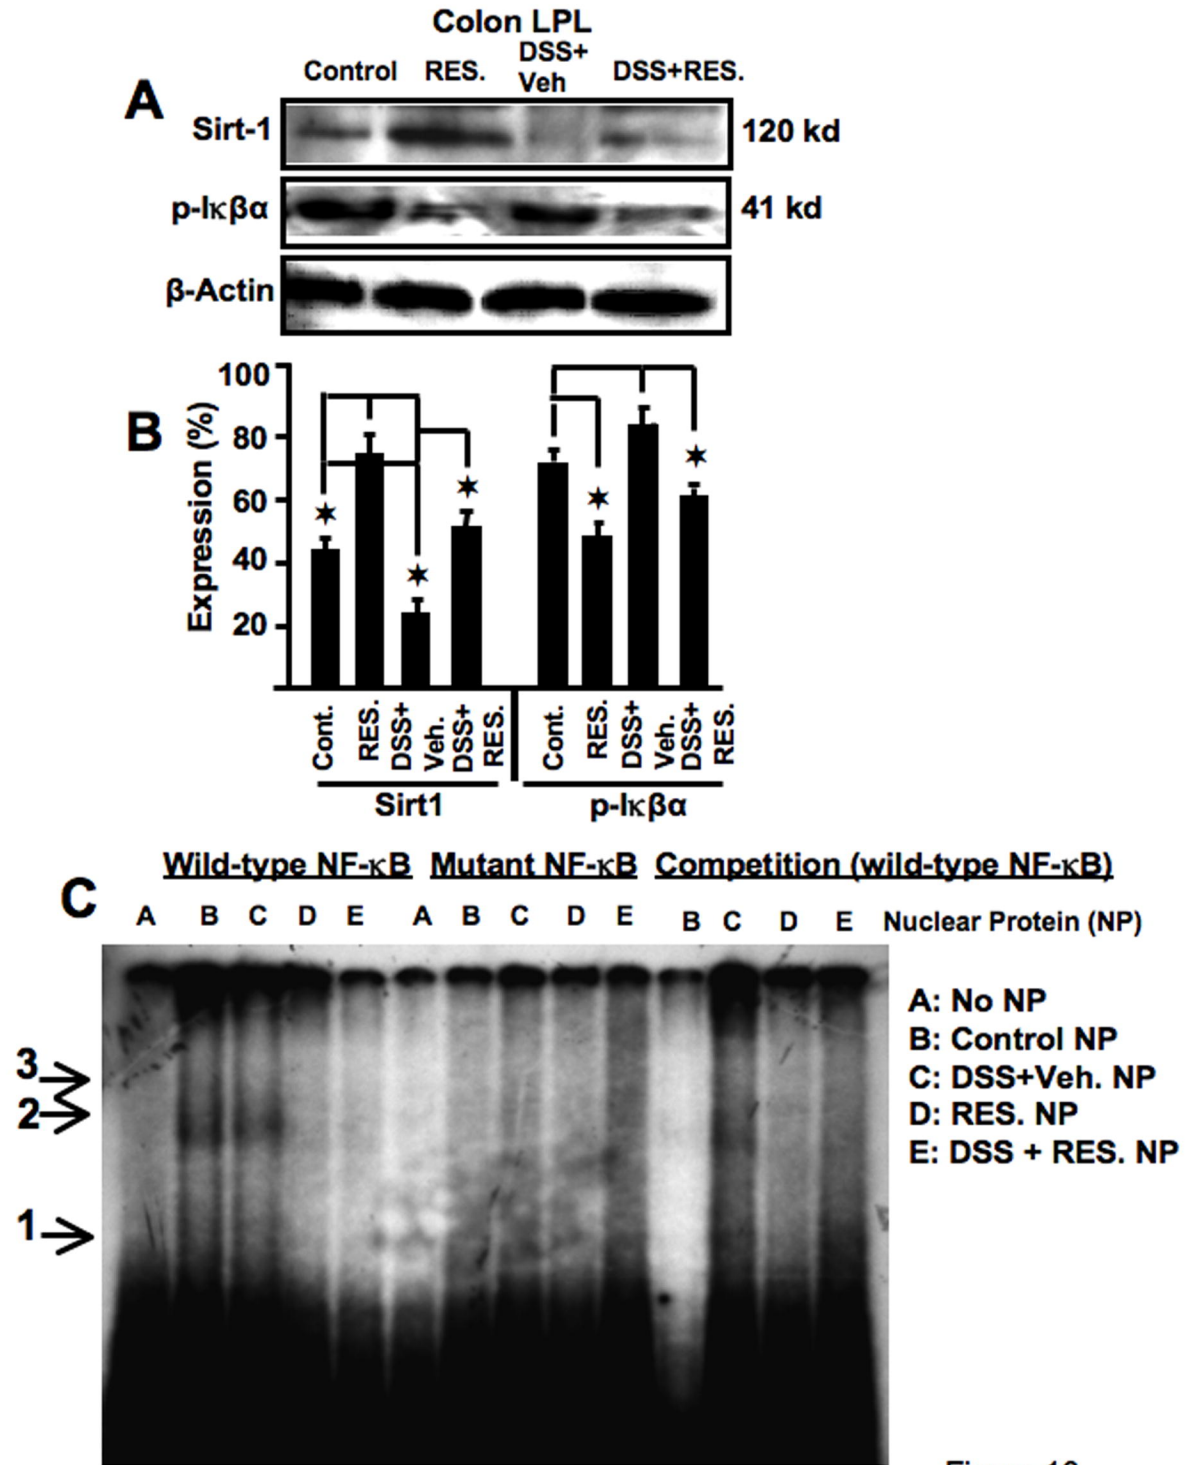 Colon LPL
Control RES. DSS+ Veh DSS+RES.
A
Sirt-1 120 kd
p-Iκβα 41 kd
β-Actin
B
Expression (%)
100
80
60
40
20
Cont. RES. DSS+ Veh. DSS+ RES. Cont. RES. DSS+ Veh. DSS+ RES.
Sirt1 p-Iκβα
Wild-type NF-κB Mutant NF-κB Competition (wild-type NF-κB)
C
A B C D E A B C D E B C D E Nuclear Protein (NP)
A: No NP
B: Control NP
C: DSS+Veh. NP
D: RES. NP
E: DSS + RES. NP
3
2
1